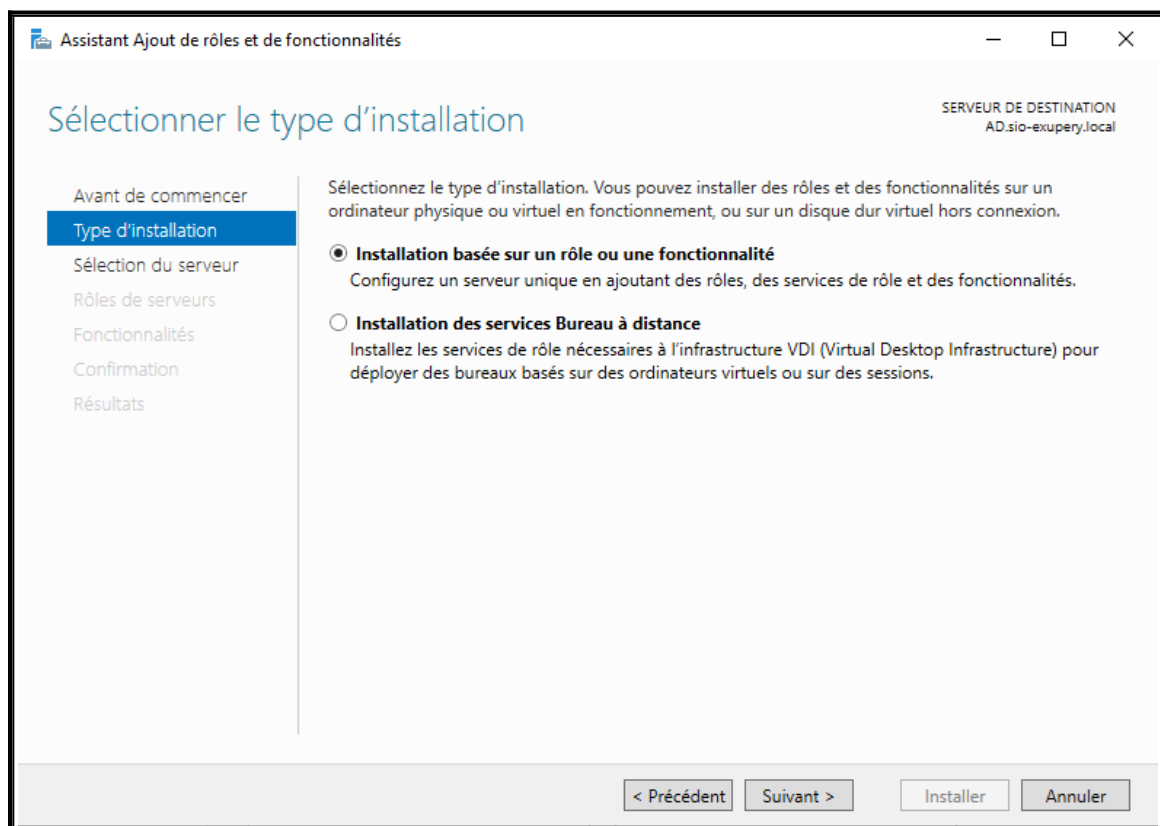 Assistant Ajout de rôles et de fonctionnalités
Sélectionner le type d’installation
SERVEUR DE DESTINATION
AD.sio-exupery.local
Avant de commencer
Type d’installation
Sélection du serveur
Rôles de serveurs
Fonctionnalités
Confirmation
Résultats
Sélectionnez le type d’installation. Vous pouvez installer des rôles et des fonctionnalités sur un
ordinateur physique ou virtuel en fonctionnement, ou sur un disque dur virtuel hors connexion.
Installation basée sur un rôle ou une fonctionnalité
Configurez un serveur unique en ajoutant des rôles, des services de rôle et des fonctionnalités.
Installation des services Bureau à distance
Installez les services de rôle nécessaires à l’infrastructure VDI (Virtual Desktop Infrastructure) pour
déployer des bureaux basés sur des ordinateurs virtuels ou sur des sessions.
< Précédent
Suivant >
Installer
Annuler